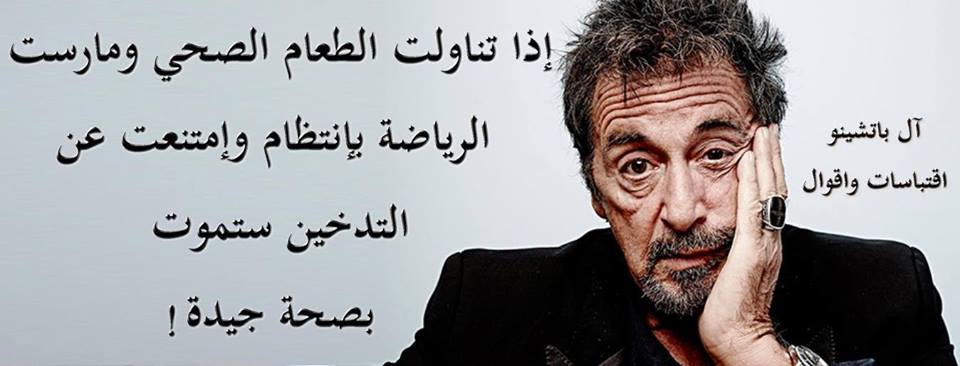 إذا تناولت الطعام الصحي ومارست
الرياضة بإنتظام وإمتنعت عن
التدخين ستموت
بصحة جيدة !
آل باتشينو
اقتباسات واقوال